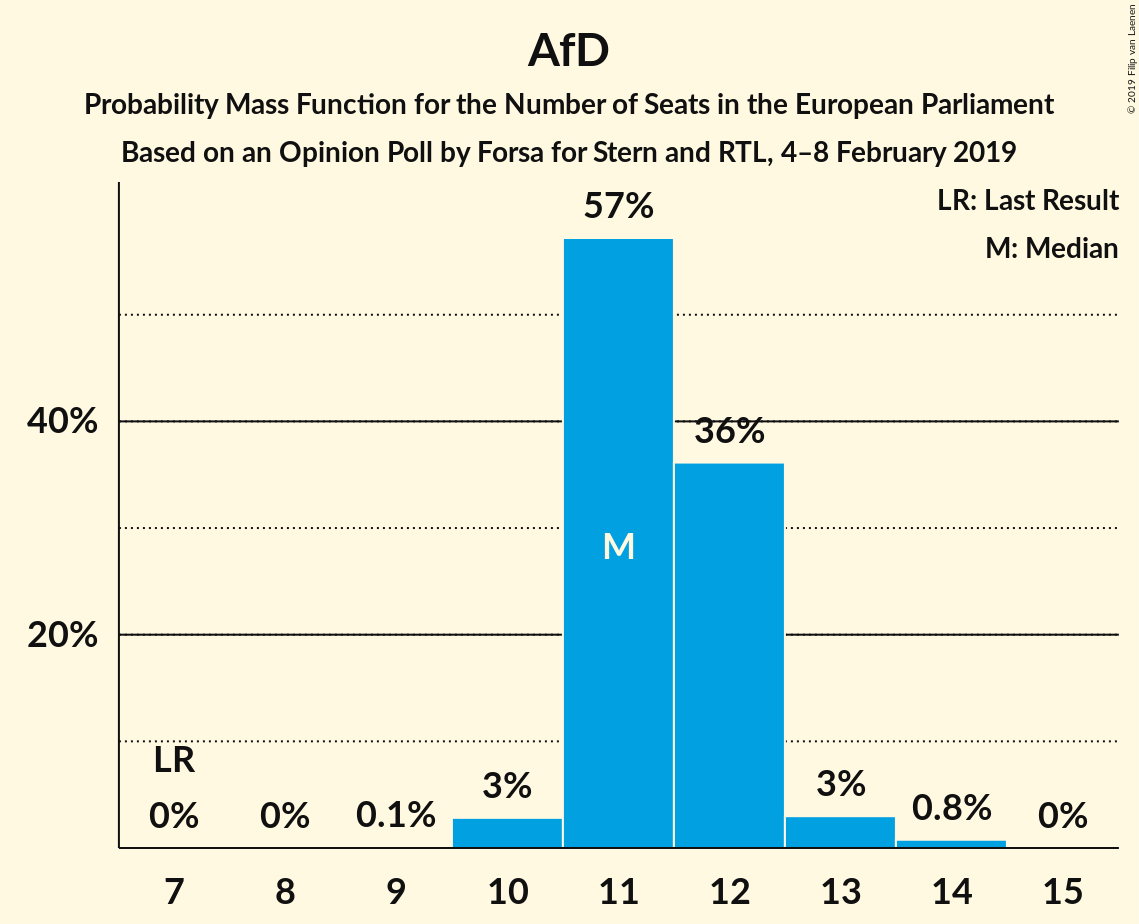 AfD
Probability Mass Function for the Number of Seats in the European Parliament
Based on an Opinion Poll by Forsa for Stern and RTL, 4–8 February 2019
© 2019 Filip van Laenen
LR: Last Result
M: Median
57%
40%
36%
M
20%
LR
0%
0%
0.1%
3%
3%
0.8%
0%
7 8 9 10 11 12 13 14 15